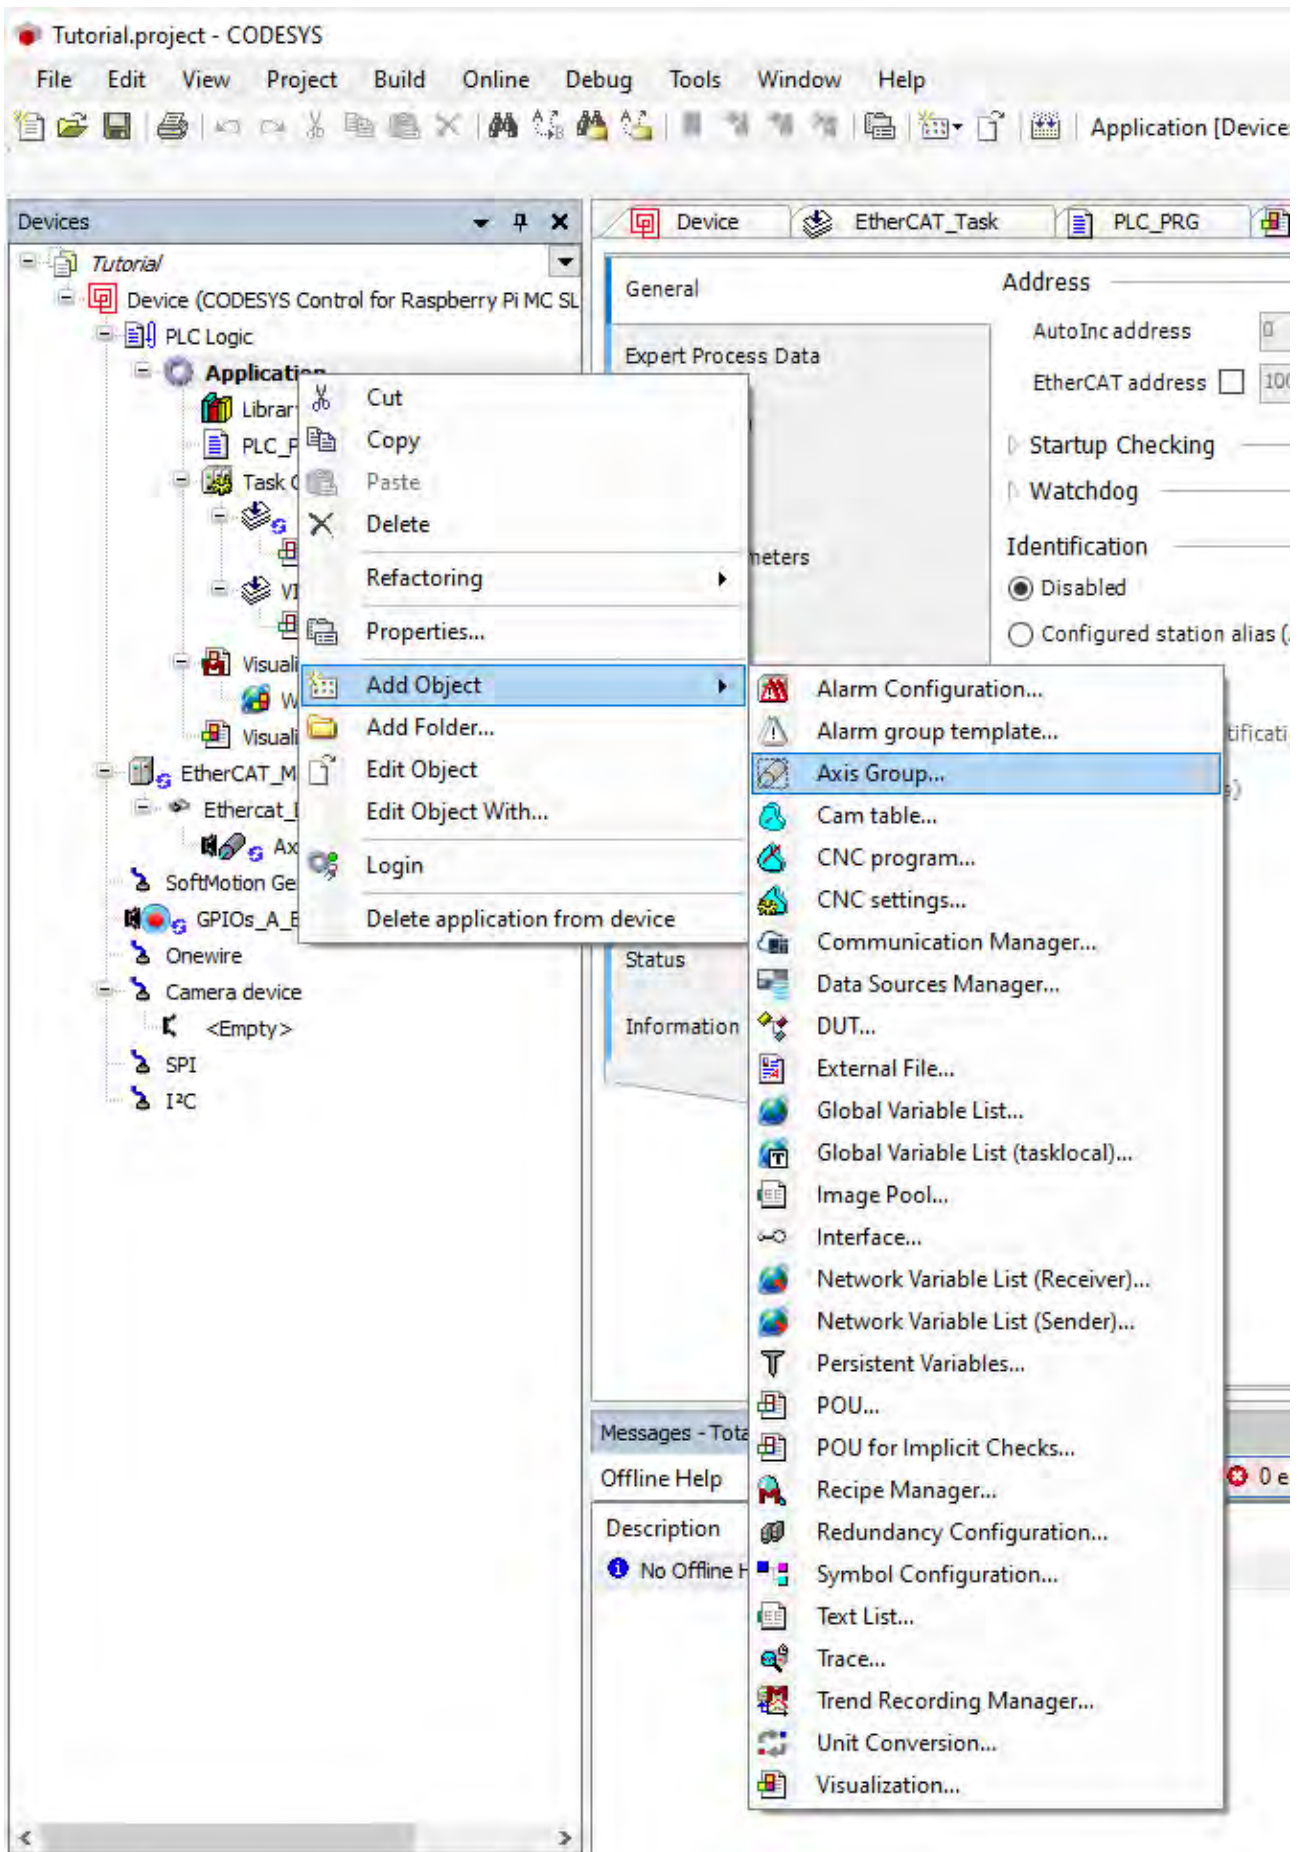 Tutorial.project - CODESYS
File Edit View Project Build Online Debug Tools Window Help
Application [Device:
Devices
Tutorial
Device (CODESYS Control for Raspberry Pi MC SL
PLC Logic
Application
Librar
PLC_P
Task C
VI
Visuali
W
Visuali
EtherCAT_M
Ethercat_
Ax
SoftMotion Ge
GPIOs_A_B
Onewire
Camera device
<Empty>
SPI
I²C
Cut
Copy
Paste
Delete
Refactoring
Properties...
Add Object
Add Folder...
Edit Object
Edit Object With...
Login
Delete application from device
Alarm Configuration...
Alarm group template...
Axis Group...
Cam table...
CNC program...
CNC settings...
Communication Manager...
Data Sources Manager...
DUT...
External File...
Global Variable List...
Global Variable List (tasklocal)...
Image Pool...
Interface...
Network Variable List (Receiver)...
Network Variable List (Sender)...
Persistent Variables...
POU...
POU for Implicit Checks...
Recipe Manager...
Redundancy Configuration...
Symbol Configuration...
Text List...
Trace...
Trend Recording Manager...
Unit Conversion...
Visualization...
Device EtherCAT_Task PLC_PRG
General
Expert Process Data
meters
Status
Information
Address
AutoInc address 0
EtherCAT address 100
Startup Checking
Watchdog
Identification
Disabled
Configured station alias (
tificati
e)
Messages - Tota
Offline Help
0 e
Description
No Offline H